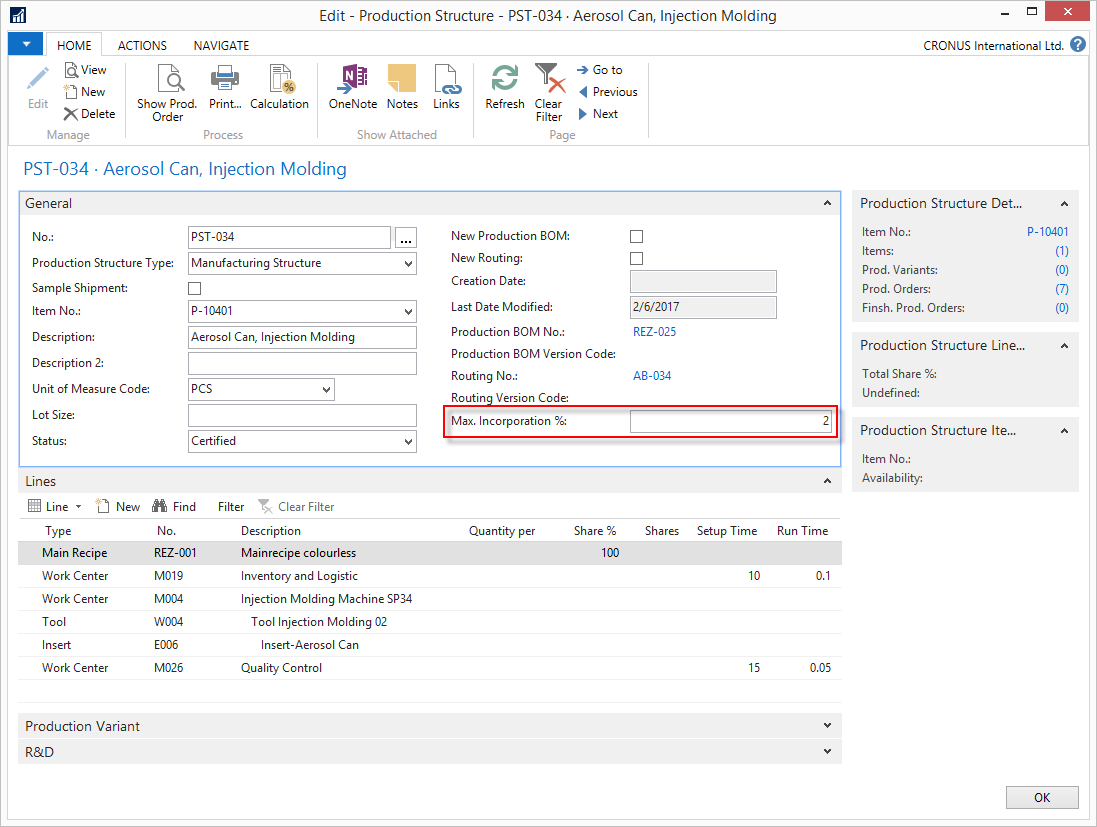 Edit - Production Structure - PST-034 · Aerosol Can, Injection Molding
HOME ACTIONS NAVIGATE CRONUS International Ltd. ?
Edit
View
New
Delete
Manage
Show Prod. Order
Print...
Calculation
Process
OneNote
Notes
Links
Show Attached
Refresh
Clear Filter
Go to
Previous
Next
Page
PST-034 · Aerosol Can, Injection Molding
General
No.: PST-034 ...
Production Structure Type: Manufacturing Structure
Sample Shipment:
Item No.: P-10401
Description: Aerosol Can, Injection Molding
Description 2:
Unit of Measure Code: PCS
Lot Size:
Status: Certified
New Production BOM:
New Routing:
Creation Date:
Last Date Modified: 2/6/2017
Production BOM No.: REZ-025
Production BOM Version Code:
Routing No.: AB-034
Routing Version Code:
Max. Incorporation %: 2
Lines
Line New Find Filter Clear Filter
Type No. Description Quantity per Share % Shares Setup Time Run Time
Main Recipe REZ-001 Mainrecipe colourless 100
Work Center M019 Inventory and Logistic 10 0.1
Work Center M004 Injection Molding Machine SP34
Tool W004 Tool Injection Molding 02
Insert E006 Insert-Aerosol Can
Work Center M026 Quality Control 15 0.05
Production Variant
R&D
Production Structure Det...
Item No.: P-10401
Items: (1)
Prod. Variants: (0)
Prod. Orders: (7)
Finsh. Prod. Orders: (0)
Production Structure Line...
Total Share %:
Undefined:
Production Structure Ite...
Item No.:
Availability:
OK